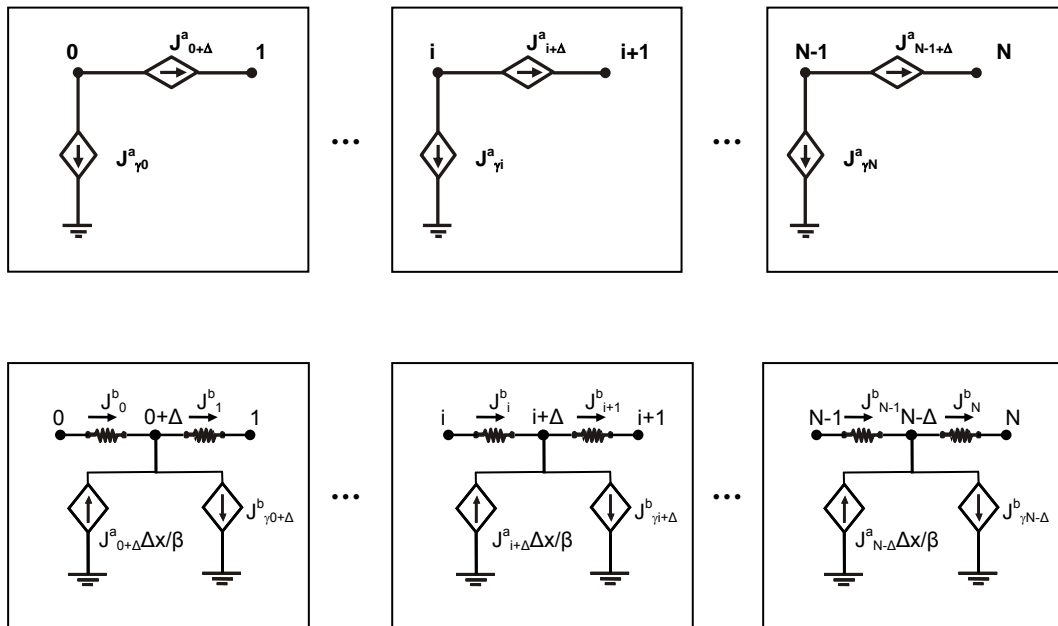 0 J^a_{0+Δ} 1
J^a_{γ0}
...
i J^a_{i+Δ} i+1
J^a_{γi}
...
N-1 J^a_{N-1+Δ} N
J^a_{γN}
0 J^b_0 0+Δ J^b_1 1
J^a_{0+Δ}Δx/β
J^b_{γ0+Δ}
...
i J^b_i i+Δ J^b_{i+1} i+1
J^a_{i+Δ}Δx/β
J^b_{γi+Δ}
...
N-1 J^b_{N-1} N-Δ J^b_N N
J^a_{N-Δ}Δx/β
J^b_{γN-Δ}